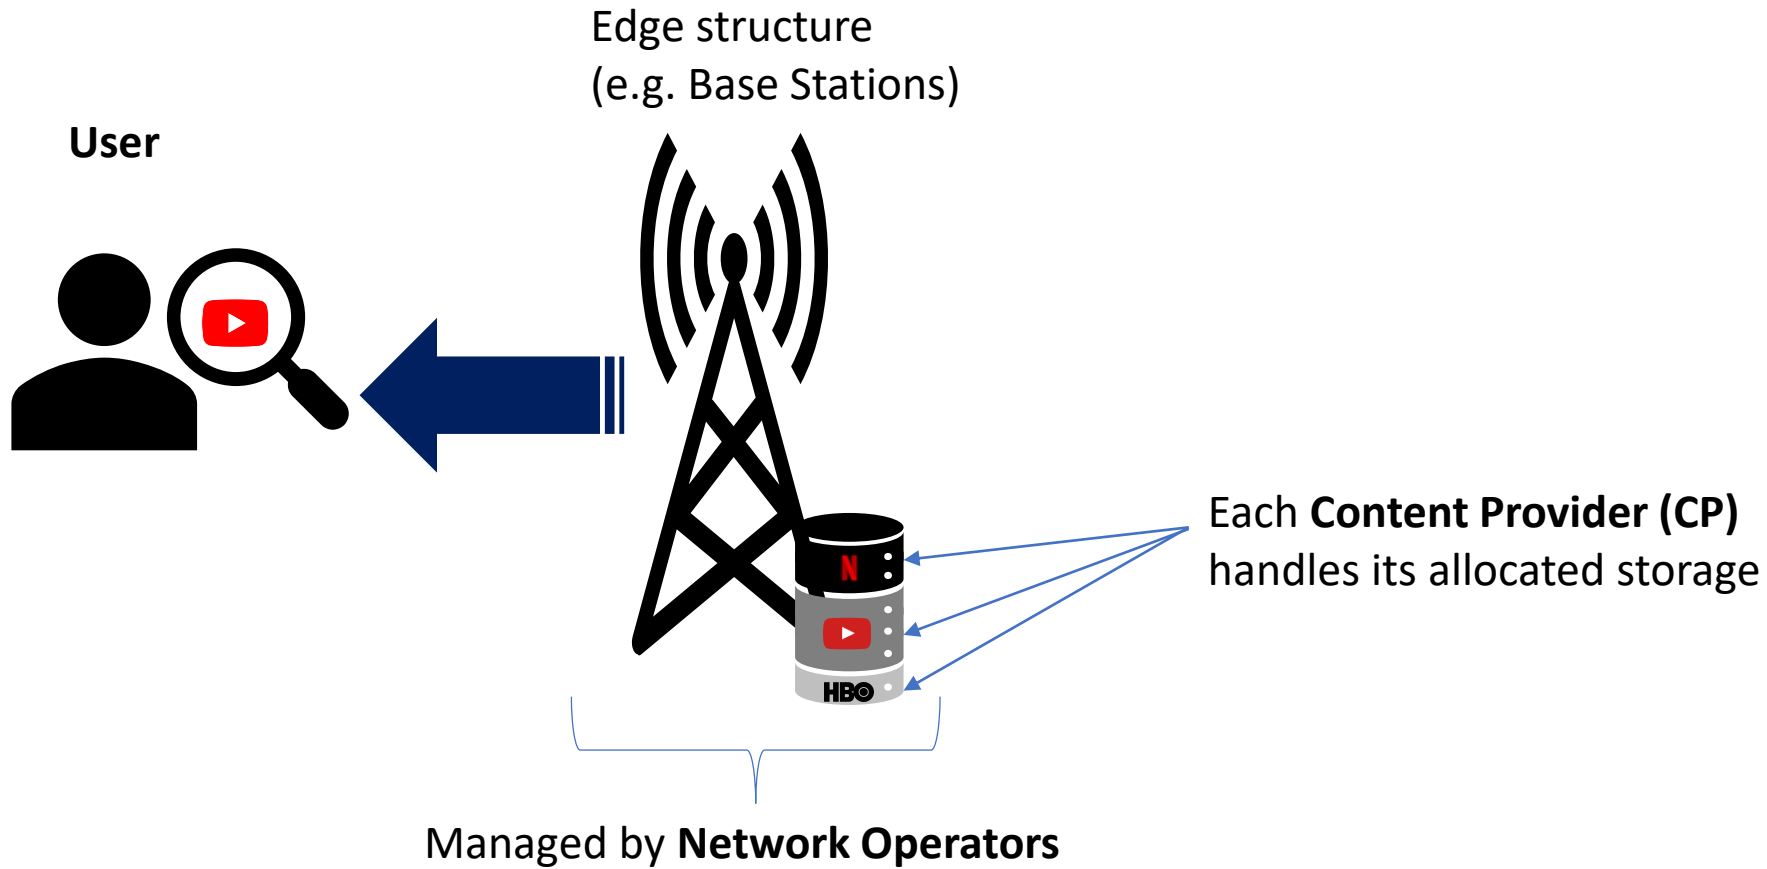 Edge structure
(e.g. Base Stations)
User
Each Content Provider (CP)
handles its allocated storage
N
HBO
Managed by Network Operators